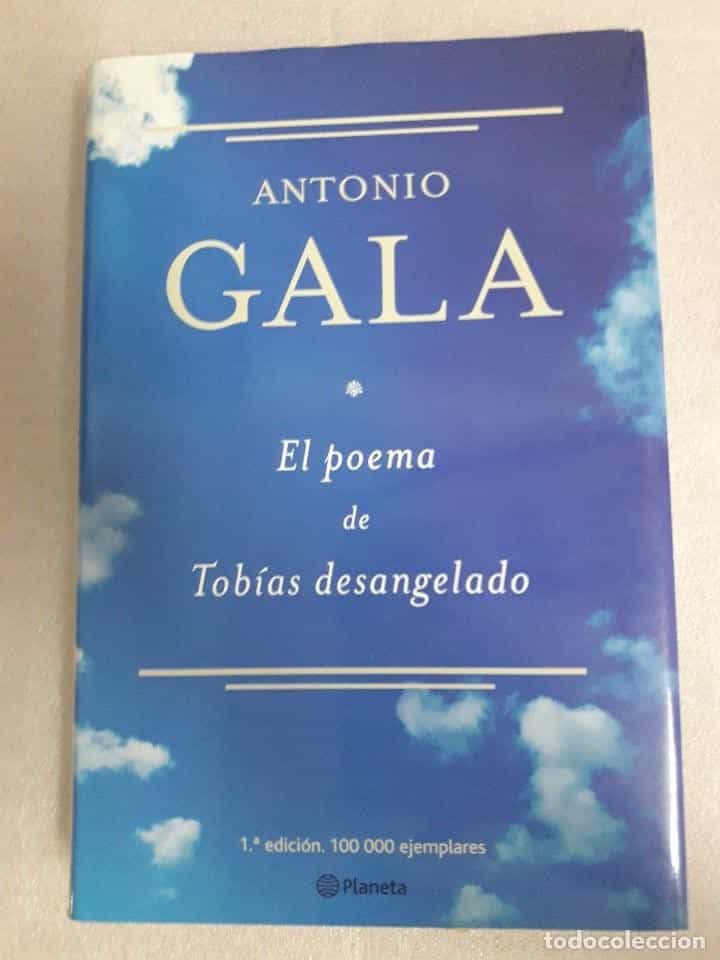 ANTONIO
GALA
El poema
de
Tobías desangelado
1.ª edición. 100 000 ejemplares
Planeta
todocoleccion